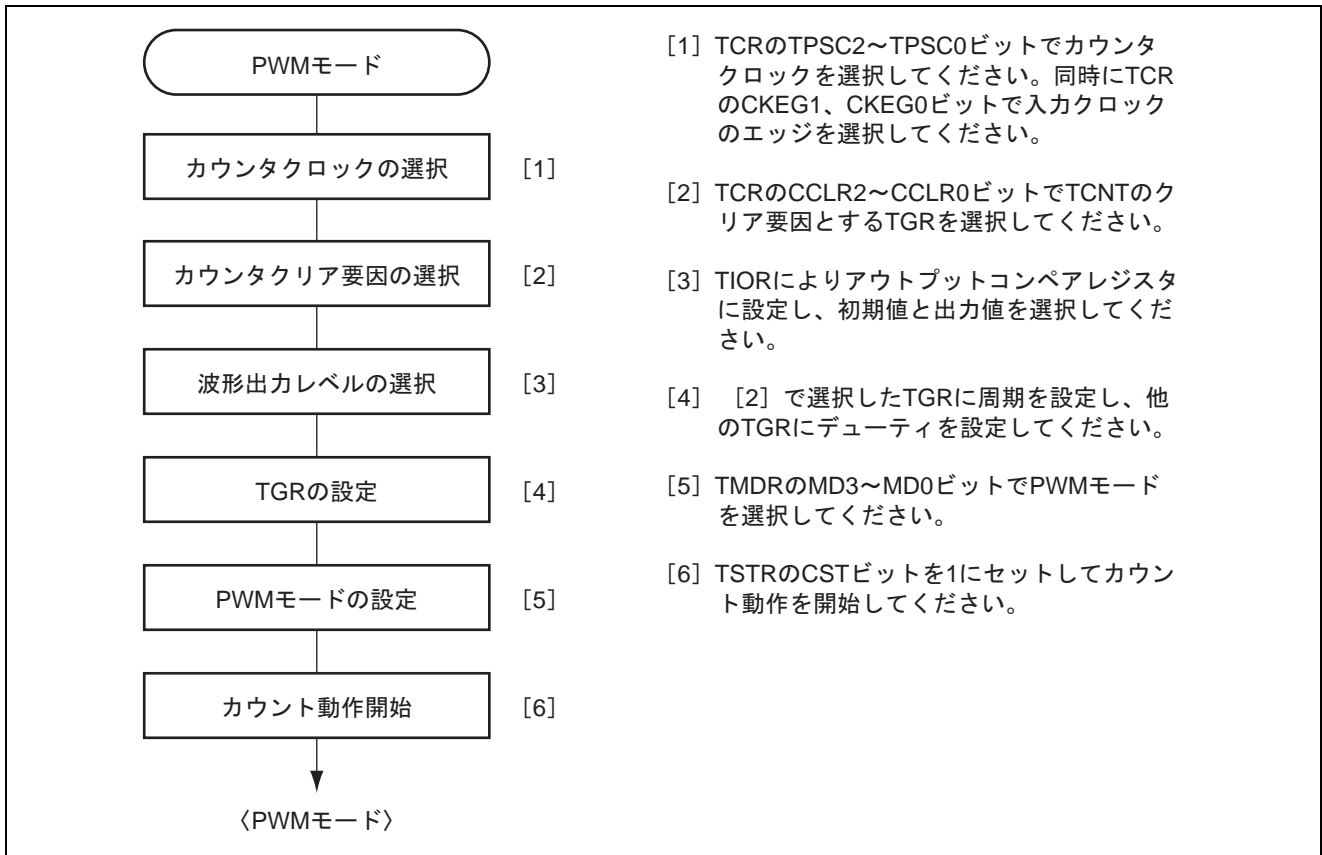 PWMモード
カウンタクロックの選択 [1]
カウンタクリア要因の選択 [2]
波形出力レベルの選択 [3]
TGRの設定 [4]
PWMモードの設定 [5]
カウント動作開始 [6]
〈PWMモード〉
[1] TCRのTPSC2～TPSC0ビットでカウンタ
クロックを選択してください。同時にTCR
のCKEG1、CKEG0ビットで入力クロック
のエッジを選択してください。
[2] TCRのCCLR2～CCLR0ビットでTCNTのク
リア要因とするTGRを選択してください。
[3] TIORによりアウトプットコンペアレジスタ
に設定し、初期値と出力値を選択してくだ
さい。
[4] [2]で選択したTGRに周期を設定し、他
のTGRにデューティを設定してください。
[5] TMDRのMD3～MD0ビットでPWMモード
を選択してください。
[6] TSTRのCSTビットを1にセットしてカウン
ト動作を開始してください。